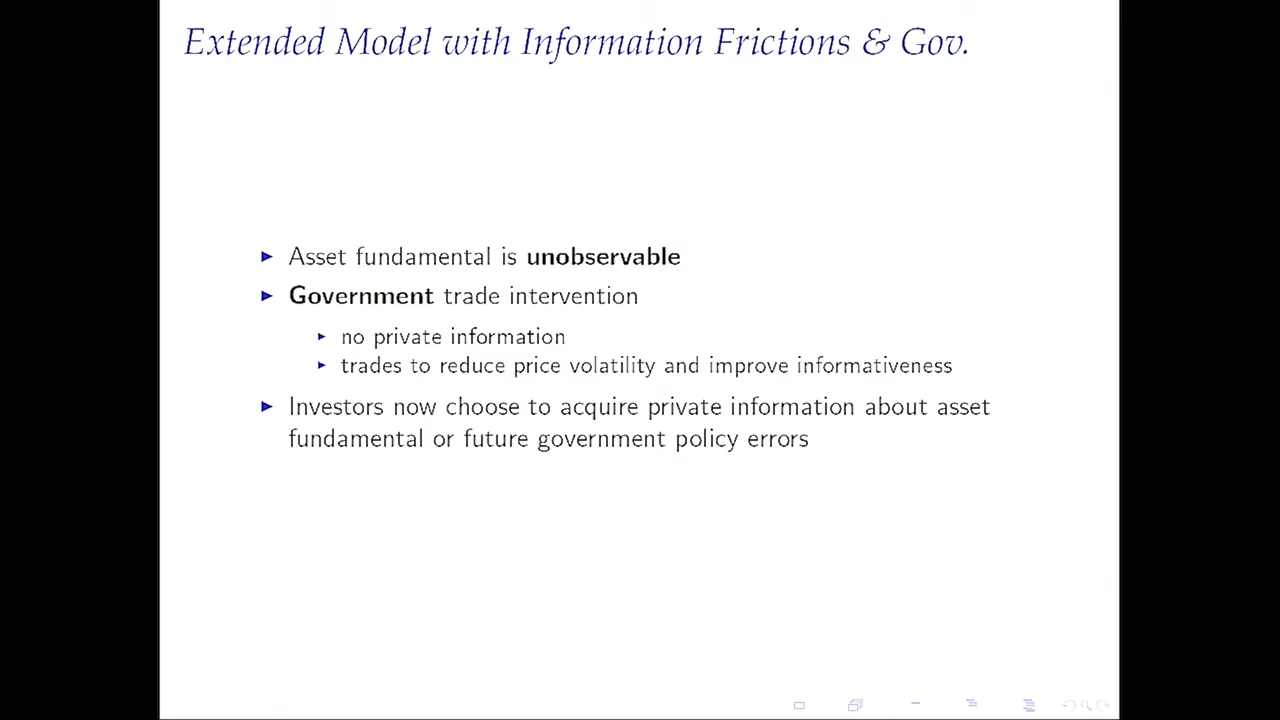 Extended Model with Information Frictions & Gov.
Asset fundamental is unobservable
Government trade intervention
no private information
trades to reduce price volatility and improve informativeness
Investors now choose to acquire private information about asset
fundamental or future government policy errors